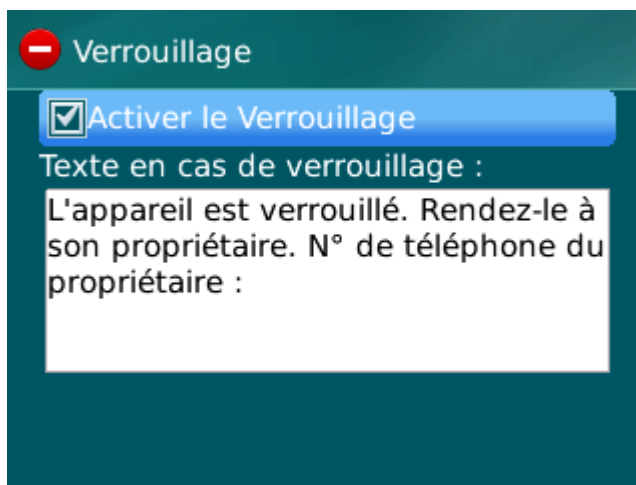 Verrouillage
Activer le Verrouillage
Texte en cas de verrouillage :
L'appareil est verrouillé. Rendez-le à
son propriétaire. N° de téléphone du
propriétaire :